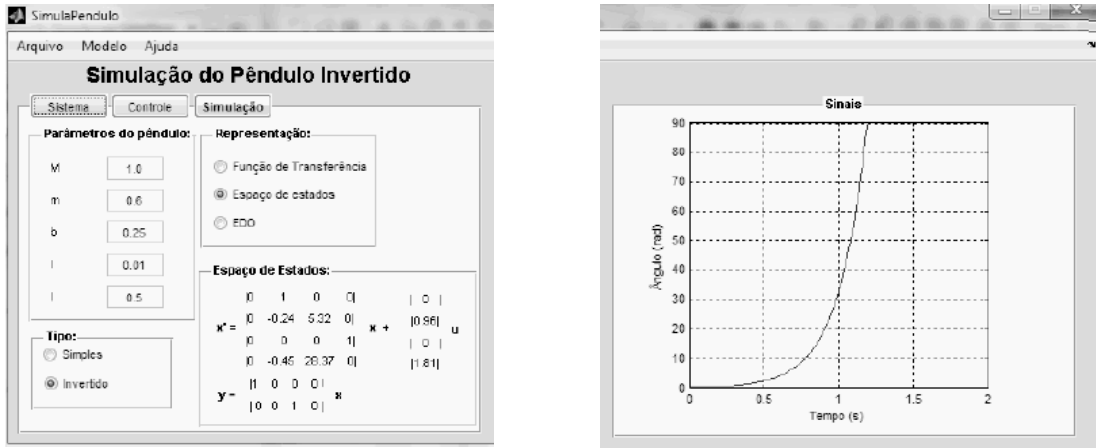 SimulaPendulo
Arquivo Modelo Ajuda
Simulação do Pêndulo Invertido
Sistema Controle Simulação
Parâmetros do pêndulo:
M 1.0
m 0.6
b 0.25
I 0.01
l 0.5
Tipo:
Simples
Invertido
Representação:
Função de Transferência
Espaço de estados
EDO
Espaço de Estados:
|0 1 0 0| | 0 |
x' = |0 -0.24 5.32 0| x + |0.96| u
|0 0 0 1| | 0 |
|0 -0.45 28.37 0| |1.81|
y = |1 0 0 0| x
|0 0 1 0|
Sinais
Ângulo (rad)
90
80
70
60
50
40
30
20
10
0
0 0.5 1 1.5 2
Tempo (s)